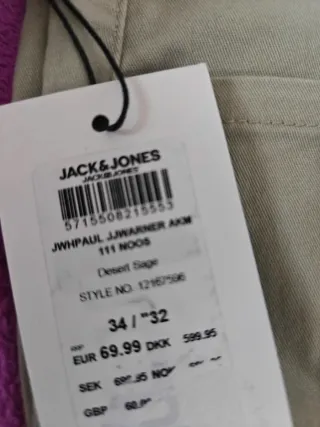 JACK&JONES
JACK&JONES
5715508215553
JWHPAUL JJWARNER AKM
111 NOOS
Desert Sage
STYLE NO. 12167596
34 / "32
RRP
EUR 69.99 DKK 599.95
SEK
GBP